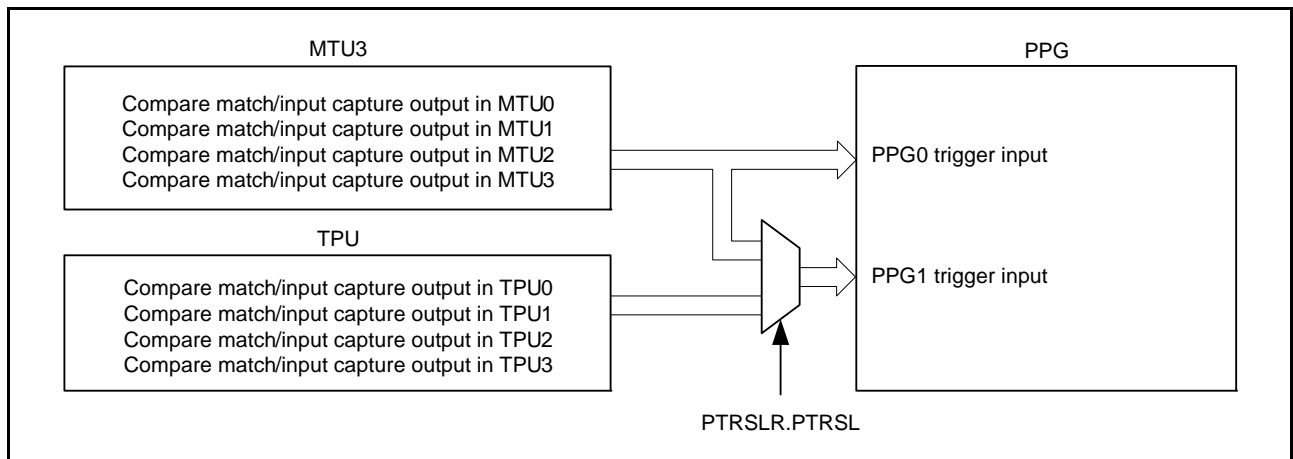 MTU3
Compare match/input capture output in MTU0
Compare match/input capture output in MTU1
Compare match/input capture output in MTU2
Compare match/input capture output in MTU3
TPU
Compare match/input capture output in TPU0
Compare match/input capture output in TPU1
Compare match/input capture output in TPU2
Compare match/input capture output in TPU3
PPG
PPG0 trigger input
PPG1 trigger input
PTRSLR.PTRSL